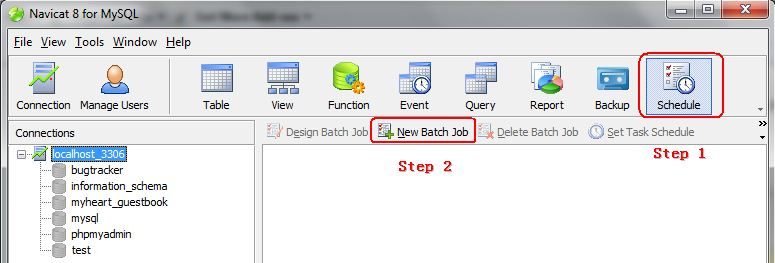 Navicat 8 for MySQL
File View Tools Window Help
Connection Manage Users Table View Function Event Query Report Backup Schedule
Connections
Design Batch Job New Batch Job Delete Batch Job Set Task Schedule
Step 2
Step 1
localhost_3306
bugtracker
information_schema
myheart_guestbook
mysql
phpmyadmin
test